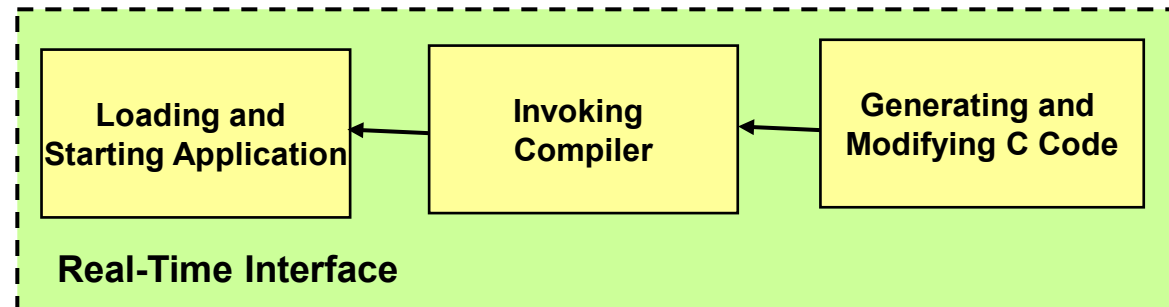 Loading and
Starting Application
Invoking
Compiler
Generating and
Modifying C Code
Real-Time Interface